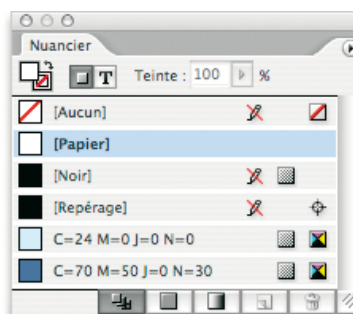 Nuancier
T Teinte : 100 %
[Aucun]
[Papier]
[Noir]
[Repérage]
C=24 M=0 J=0 N=0
C=70 M=50 J=0 N=30